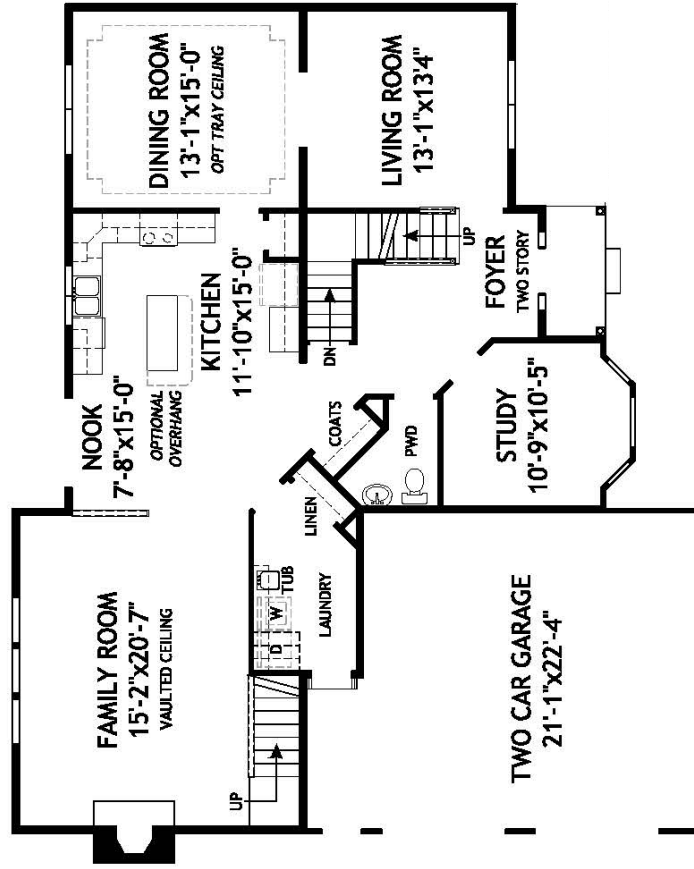 DINING ROOM
13'-1"x15'-0"
OPT TRAY CEILING
LIVING ROOM
13'-1"x13'4"
KITCHEN
11'-10"x15'-0"
UP
FOYER
TWO STORY
DN
NOOK
7'-8"x15'-0"
OPTIONAL
OVERHANG
COATS
PWD
STUDY
10'-9"x10'-5"
LINEN
TUB
W
D
LAUNDRY
FAMILY ROOM
15'-2"x20'-7"
VAULTED CEILING
UP
TWO CAR GARAGE
21'-1"x22'-4"